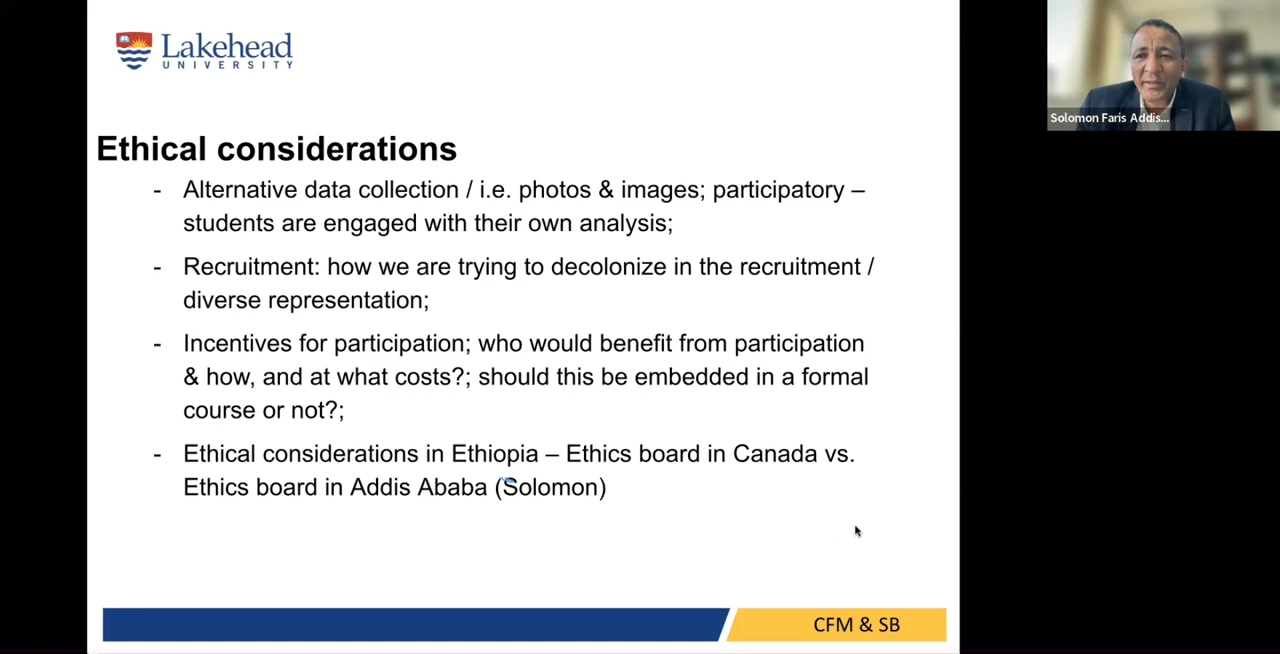 Lakehead
UNIVERSITY
Solomon Faris Addis...
Ethical considerations
- Alternative data collection / i.e. photos & images; participatory –
students are engaged with their own analysis;
- Recruitment: how we are trying to decolonize in the recruitment /
diverse representation;
- Incentives for participation; who would benefit from participation
& how, and at what costs?; should this be embedded in a formal
course or not?;
- Ethical considerations in Ethiopia – Ethics board in Canada vs.
Ethics board in Addis Ababa (Solomon)
CFM & SB